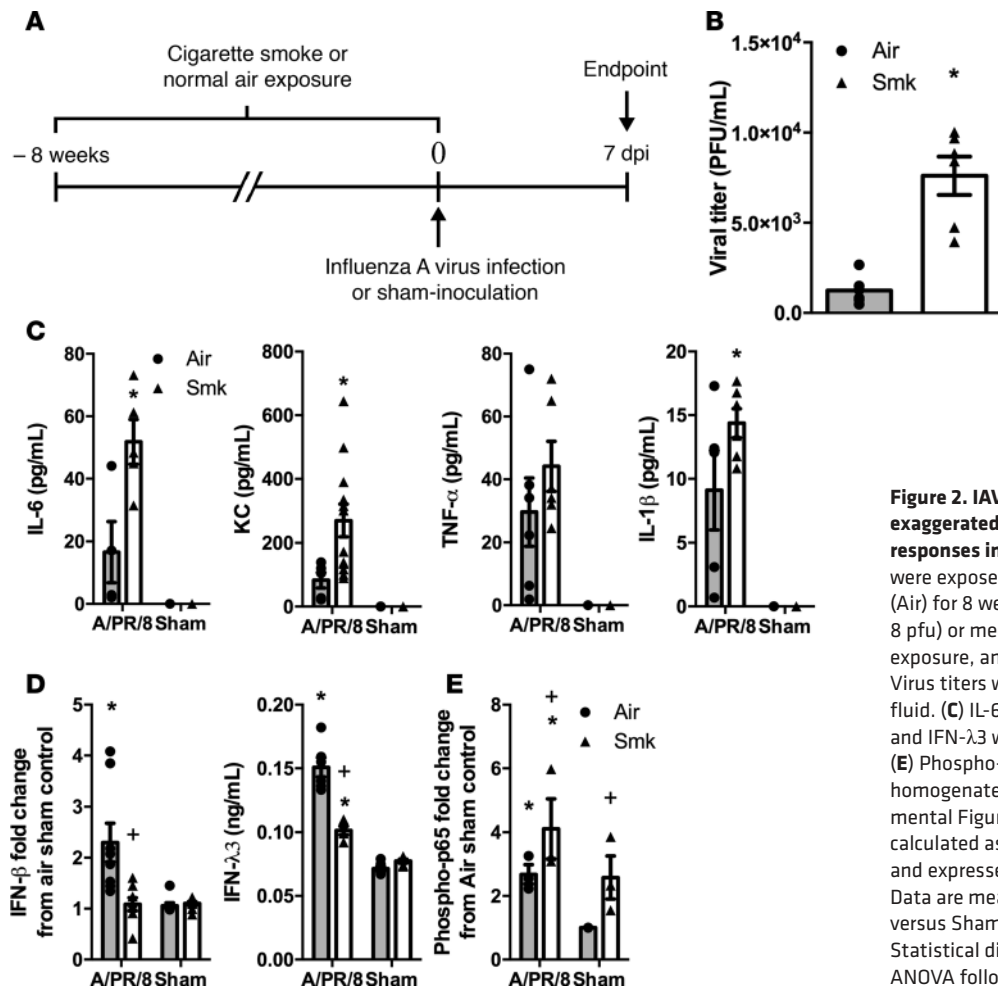 A
Cigarette smoke or
normal air exposure
Endpoint
– 8 weeks
0
7 dpi
Influenza A virus infection
or sham-inoculation
B
Viral titer (PFU/mL)
1.5×10⁴
1.0×10⁴
5.0×10³
0.0
Air
Smk
*
C
IL-6 (pg/mL)
80
60
40
20
0
Air
Smk
*
A/PR/8 Sham
KC (pg/mL)
800
600
400
200
0
*
A/PR/8 Sham
TNF-α (pg/mL)
80
60
40
20
0
A/PR/8 Sham
IL-1β (pg/mL)
20
15
10
5
0
*
A/PR/8 Sham
D
IFN-β fold change
from air sham control
5
4
3
2
1
0
*
+
A/PR/8 Sham
IFN-λ3 (ng/mL)
0.20
0.15
0.10
0.05
0.00
*
+
*
A/PR/8 Sham
E
Phospho-p65 fold change
from Air sham control
8
6
4
2
0
Air
Smk
*
+
*
+
A/PR/8 Sham
Figure 2. IAV
exaggerated
responses in
were expose
(Air) for 8 we
8 pfu) or me
exposure, an
Virus titers w
fluid. (C) IL-6
and IFN-λ3 w
(E) Phospho-
homogenate
mental Figur
calculated as
and expresse
Data are mea
versus Sham
Statistical di
ANOVA follow